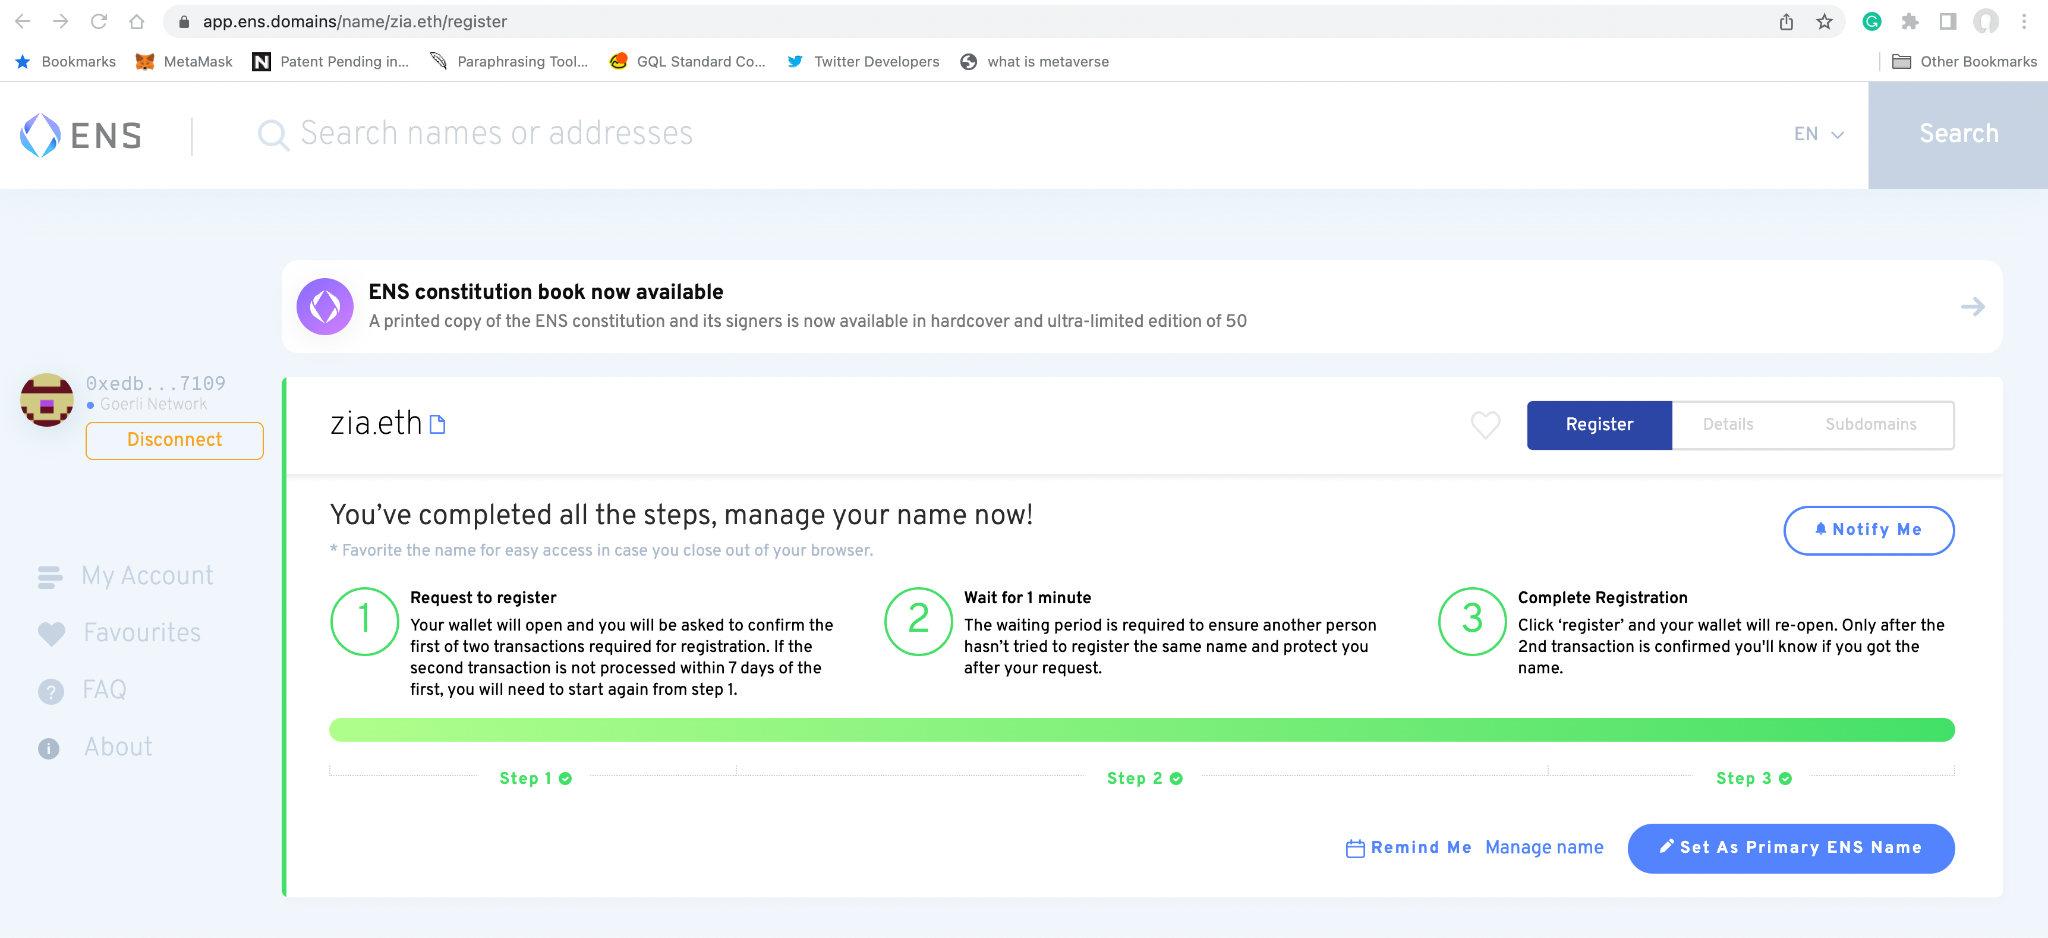 app.ens.domains/name/zia.eth/register
Bookmarks MetaMask Patent Pending in... Paraphrasing Tool... GQL Standard Co... Twitter Developers what is metaverse Other Bookmarks
ENS Search names or addresses EN Search
ENS constitution book now available
A printed copy of the ENS constitution and its signers is now available in hardcover and ultra-limited edition of 50
0xedb...7109
Goerli Network
Disconnect
My Account
Favourites
FAQ
About
zia.eth Register Details Subdomains
You've completed all the steps, manage your name now!
* Favorite the name for easy access in case you close out of your browser.
Notify Me
1 Request to register
Your wallet will open and you will be asked to confirm the
first of two transactions required for registration. If the
second transaction is not processed within 7 days of the
first, you will need to start again from step 1.
2 Wait for 1 minute
The waiting period is required to ensure another person
hasn't tried to register the same name and protect you
after your request.
3 Complete Registration
Click ‘register’ and your wallet will re-open. Only after the
2nd transaction is confirmed you'll know if you got the
name.
Step 1 Step 2 Step 3
Remind Me Manage name Set As Primary ENS Name